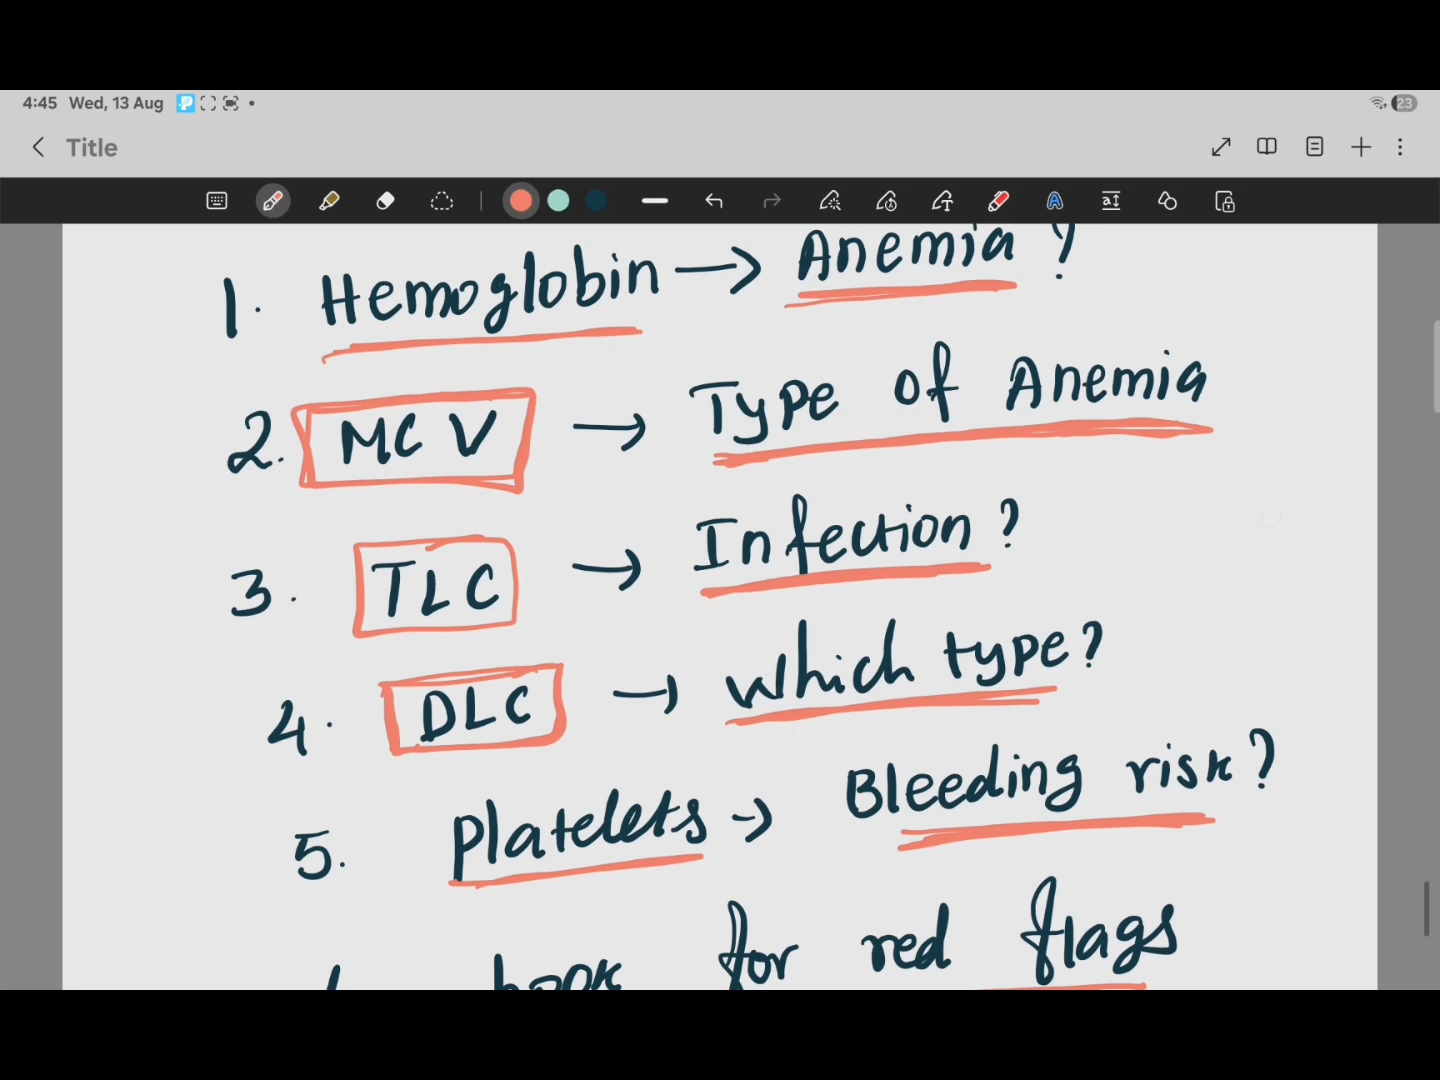 4:45 Wed, 13 Aug
23
Title
1. Hemoglobin → Anemia?
2. MCV → Type of Anemia
3. TLC → Infection?
4. DLC → which type?
5. Platelets → Bleeding risk?
for red flags